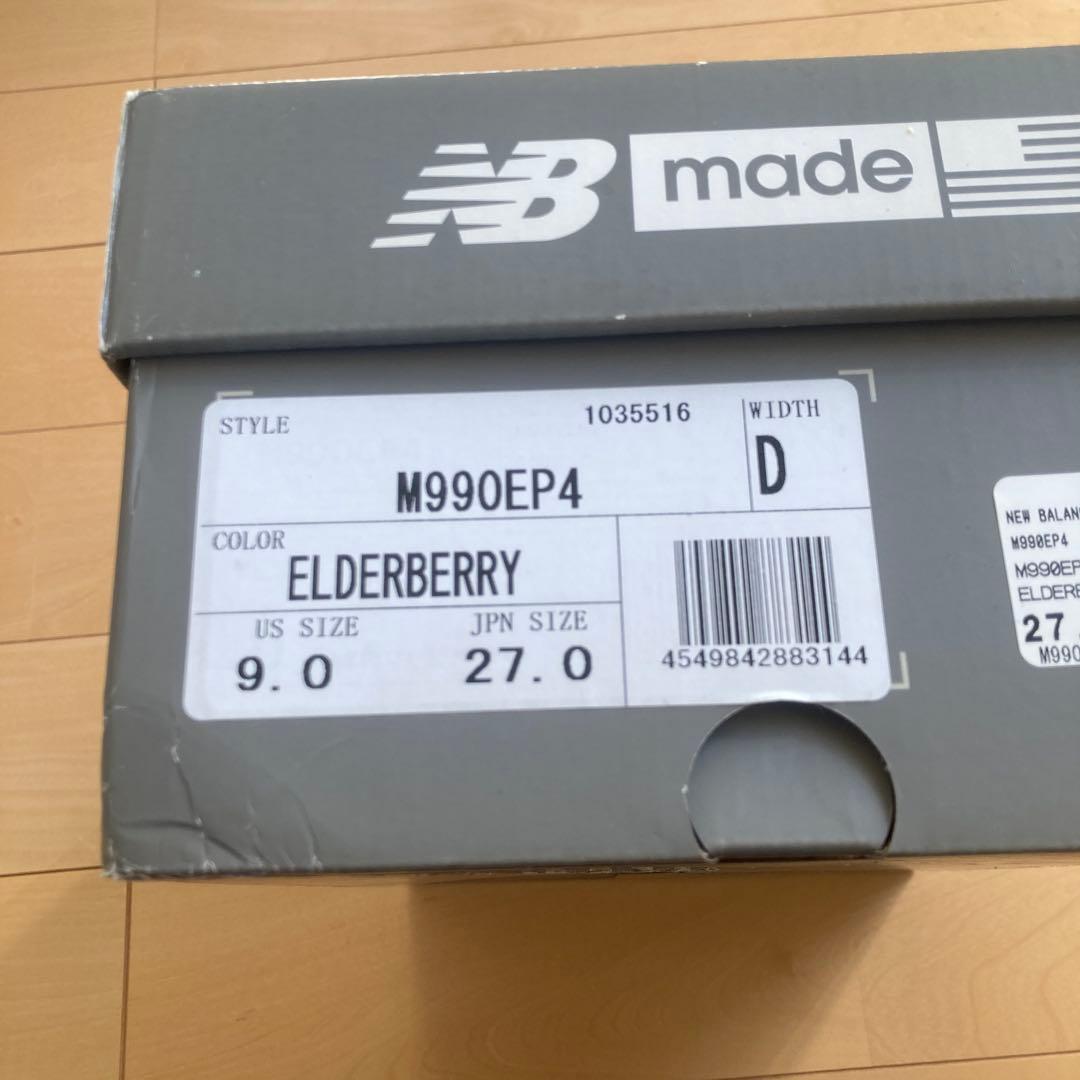 NB made
STYLE 1035516 WIDTH
M990EP4 D
COLOR
ELDERBERRY
US SIZE JPN SIZE
9.0 27.0
4549842883144
NEW BALAN
M990EP4
M990EP
ELDERB
27.
M990